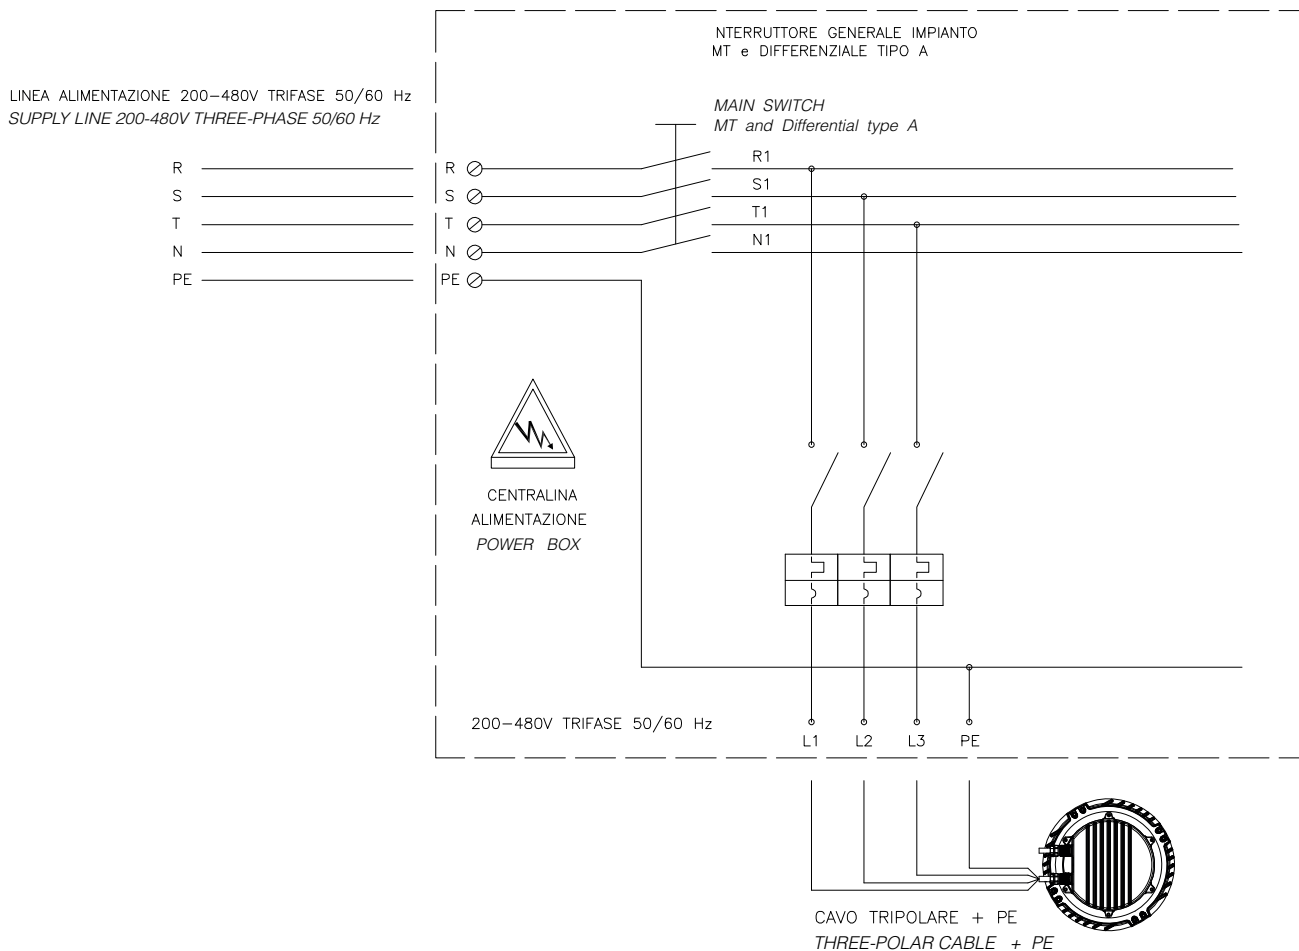 NTERRUTTORE GENERALE IMPIANTO
MT e DIFFERENZIALE TIPO A
LINEA ALIMENTAZIONE 200-480V TRIFASE 50/60 Hz
SUPPLY LINE 200-480V THREE-PHASE 50/60 Hz
MAIN SWITCH
MT and Differential type A
R R R1
S S S1
T T T1
N N N1
PE PE
CENTRALINA
ALIMENTAZIONE
POWER BOX
200-480V TRIFASE 50/60 Hz
L1 L2 L3 PE
CAVO TRIPOLARE + PE
THREE-POLAR CABLE + PE